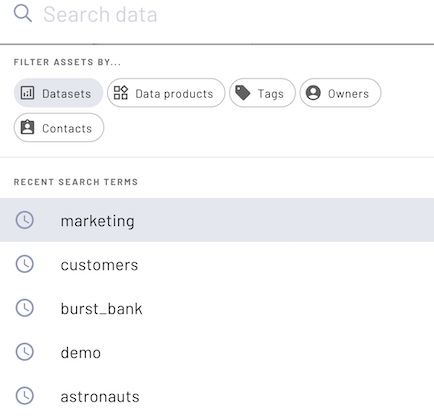 Search data
FILTER ASSETS BY...
Datasets
Data products
Tags
Owners
Contacts
RECENT SEARCH TERMS
marketing
customers
burst_bank
demo
astronauts